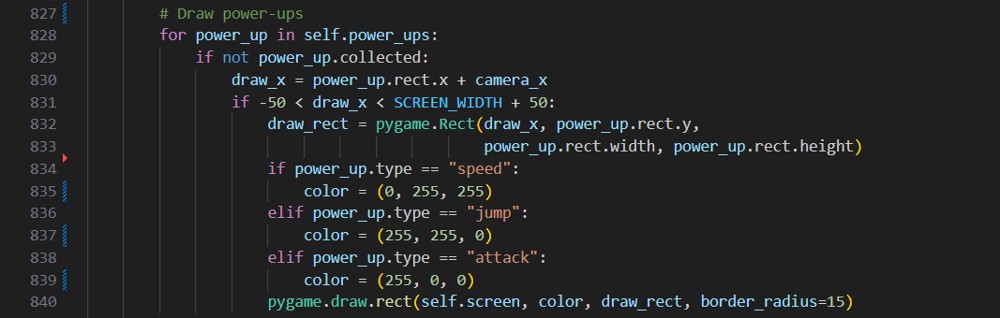 827 # Draw power-ups
828 for power_up in self.power_ups:
829 if not power_up.collected:
830 draw_x = power_up.rect.x + camera_x
831 if -50 < draw_x < SCREEN_WIDTH + 50:
832 draw_rect = pygame.Rect(draw_x, power_up.rect.y,
833 power_up.rect.width, power_up.rect.height)
834 if power_up.type == "speed":
835 color = (0, 255, 255)
836 elif power_up.type == "jump":
837 color = (255, 255, 0)
838 elif power_up.type == "attack":
839 color = (255, 0, 0)
840 pygame.draw.rect(self.screen, color, draw_rect, border_radius=15)